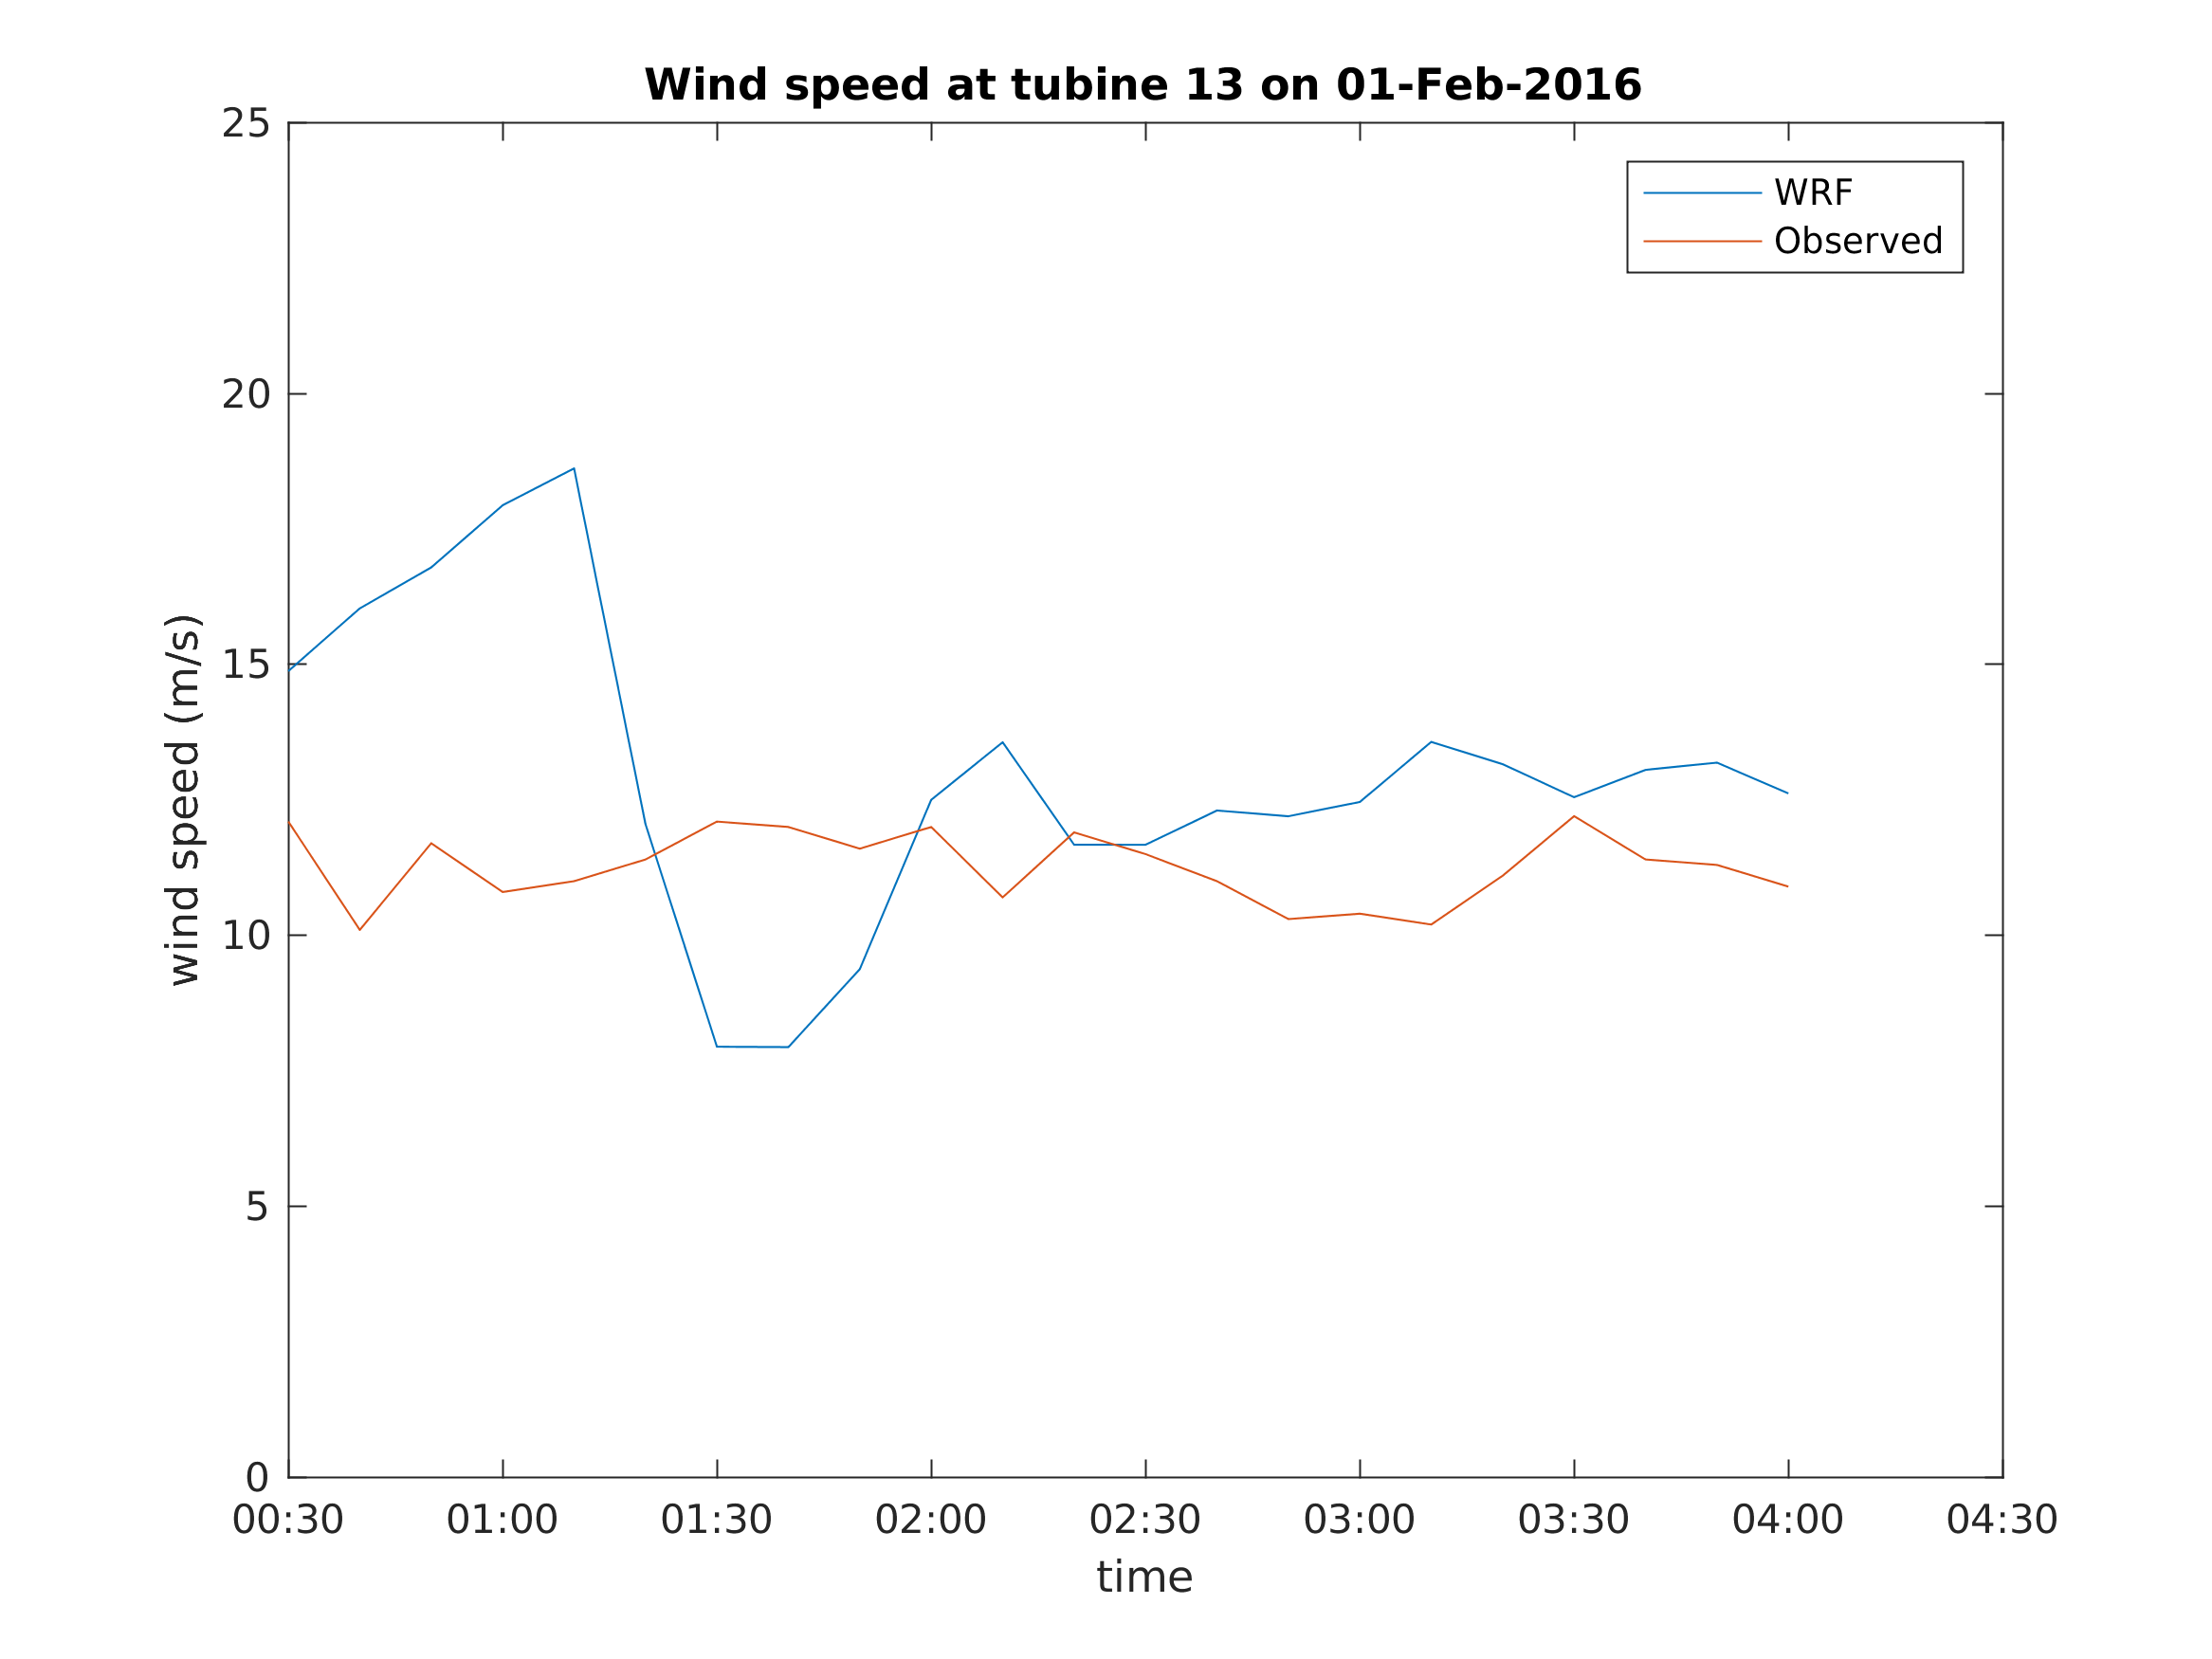 Wind speed at tubine 13 on 01-Feb-2016
25
WRF
Observed
20
15
wind speed (m/s)
10
5
0
00:30 01:00 01:30 02:00 02:30 03:00 03:30 04:00 04:30
time